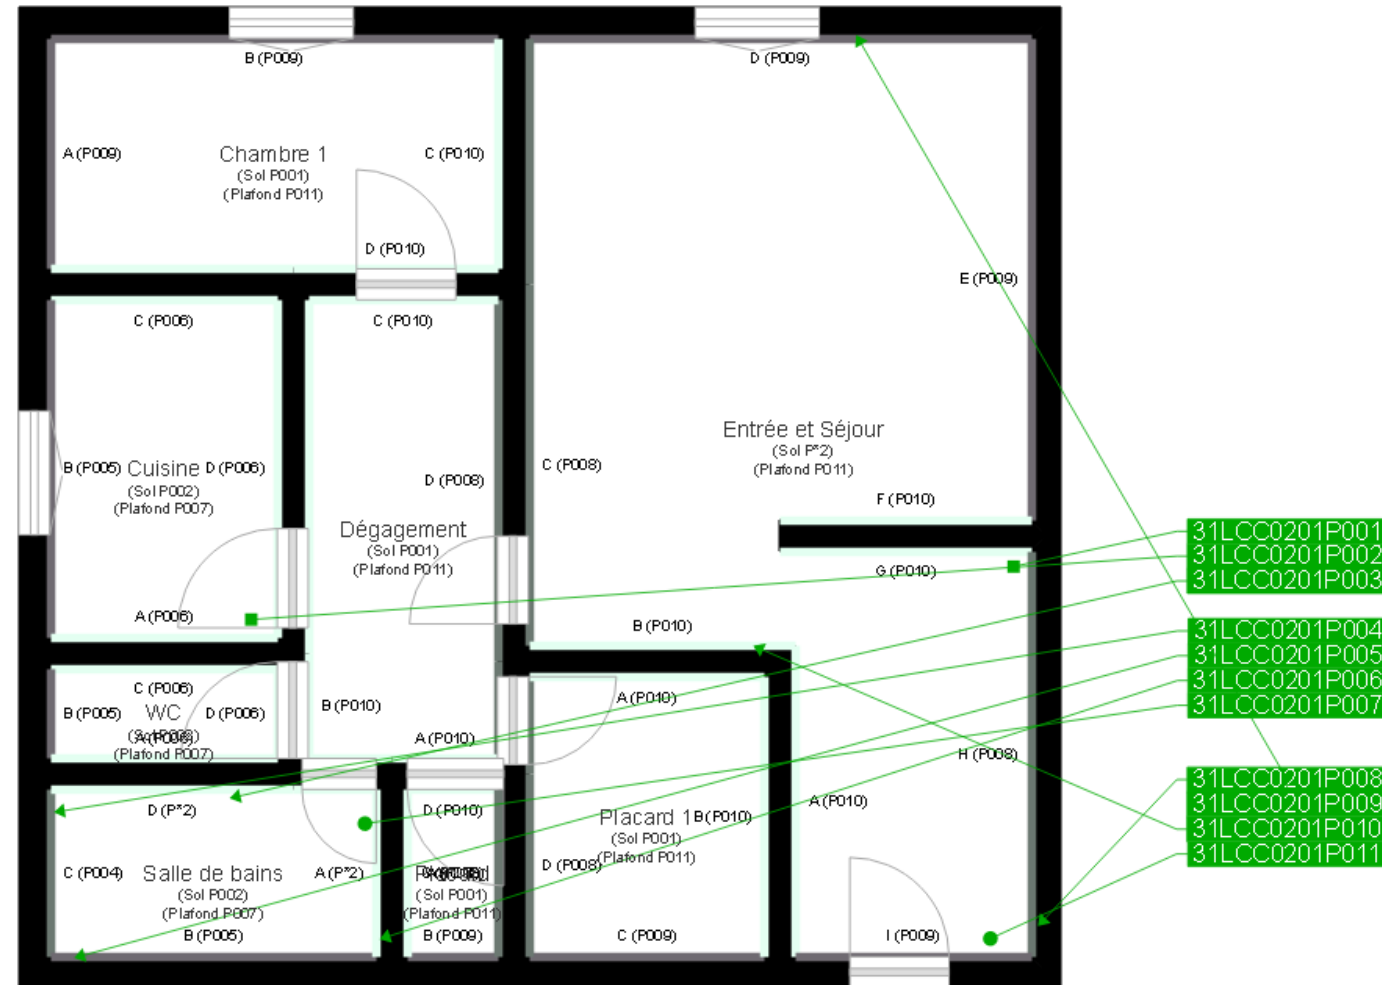 B (P009)
D (P009)
A (P009)
Chambre 1
(Sol P001)
(Plafond P011)
C (P010)
D (P010)
E (P009)
C (P006)
C (P010)
Entrée et Séjour
(Sol P*2)
(Plafond P011)
B (P005)
Cuisine
D (P006)
(Sol P002)
(Plafond P007)
C (P008)
D (P008)
F (P010)
Dégagement
(Sol P001)
(Plafond P011)
G (P010)
31LCC0201P001
31LCC0201P002
31LCC0201P003
A (P006)
B (P010)
31LCC0201P004
31LCC0201P005
31LCC0201P006
31LCC0201P007
C (P006)
B (P005)
WC
D (P006)
(Plafond P007)
B (P010)
A (P010)
A (P010)
H (P008)
31LCC0201P008
31LCC0201P009
31LCC0201P010
31LCC0201P011
D (P*2)
D (P010)
Placard 1
(Sol P001)
(Plafond P011)
B (P010)
A (P010)
D (P008)
C (P004)
Salle de bains
(Sol P002)
(Plafond P007)
A (P*2)
(Sol P001)
(Plafond P011)
B (P005)
B (P009)
C (P009)
I (P009)